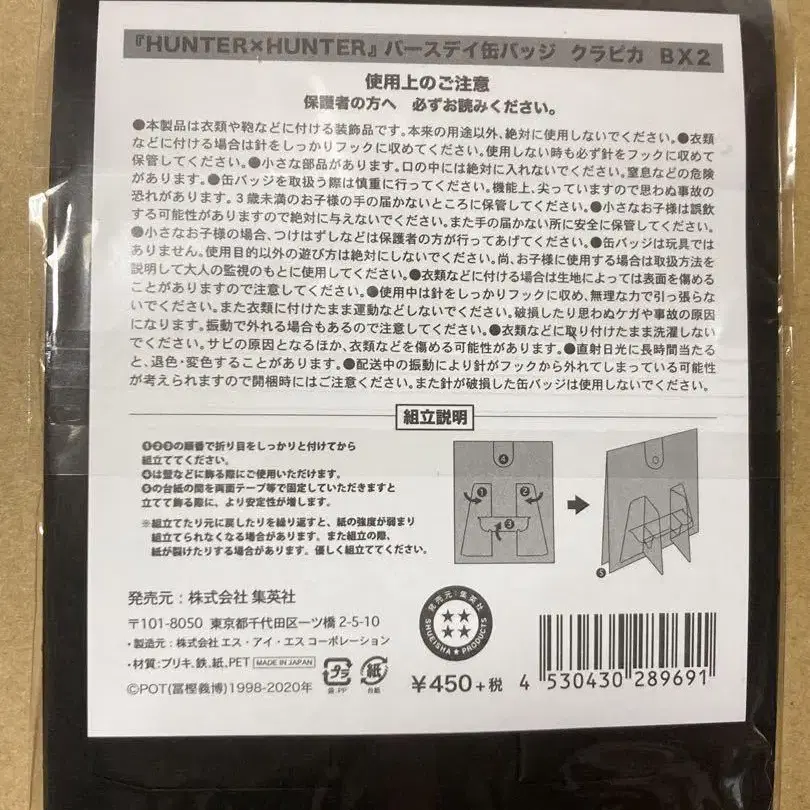 『HUNTER×HUNTER』バースデイ缶バッジ クラピカ BX2
使用上のご注意
保護者の方へ 必ずお読みください。
●本製品は衣類や鞄などに付ける装飾品です。本来の用途以外、絶対に使用しないでください。●衣類
などに付ける場合は針をしっかりフックに収めてください。使用しない時も必ず針をフックに収めて
保管してください。●小さな部品があります。口の中には絶対に入れないでください。窒息などの危険
があります。●缶バッジを取扱う際は慎重に行ってください。機能上、尖っていますので思わぬ事故の
恐れがあります。3歳未満のお子様の手の届かないところに保管してください。●小さなお子様は誤飲
する可能性がありますので絶対に与えないでください。また手の届かない所に安全に保管してください。
●小さなお子様の場合、つけはずしなどは保護者の方が行ってあげてください。●缶バッジは玩具では
ありません。使用目的以外の遊び方は絶対にしないでください。尚、お子様に使用する場合は取扱方法を
説明して大人の監視のもとに使用してください。●衣類などに付ける場合は生地によっては表面を傷める
ことがありますので注意してください。●使用中は針をしっかりフックに収め、無理な力で引っ張らな
いでください。また衣類に付けたまま運動などしないでください。破損したり思わぬケガや事故の原因
になります。振動で外れる場合もあるので注意してください。●衣類などに取り付けたまま洗濯しない
でください。サビの原因となるほか、衣類などを傷める可能性があります。●直射日光に長時間当たる
と、退色・変色することがあります。●配送中の振動により針がフックから外れてしまっている可能性
が考えられますので開梱時にはご注意ください。また針が破損した缶バッジは使用しないでください。
組立説明
❶❷❸の順番で折り目をしっかりと付けてから
組立ててください。
❹は壁などに飾る際にご使用いただけます。
❺の台紙の間を両面テープ等で固定していただきますと
立てて飾る際に、より安定性が増します。
※組立てたり元に戻したりを繰り返すと、紙の強度が弱まり
組立てられなくなる場合があります。また組立の際、
紙が裂けたりする場合があります。優しく組立ててください。
❹
❶ ❷
❸
❺
発売元:株式会社 集英社
〒101-8050 東京都千代田区一ツ橋 2-5-10
・製造元:株式会社 エス・アイ・エス コーポレーション
・材質:ブリキ、鉄、紙、PET MADE IN JAPAN
©POT(冨樫義博)1998-2020年
プラ
袋:PP
紙
台紙
発売元:集英社
SHUEISHA★PRODUCTS
¥450+税
4 530430 289691